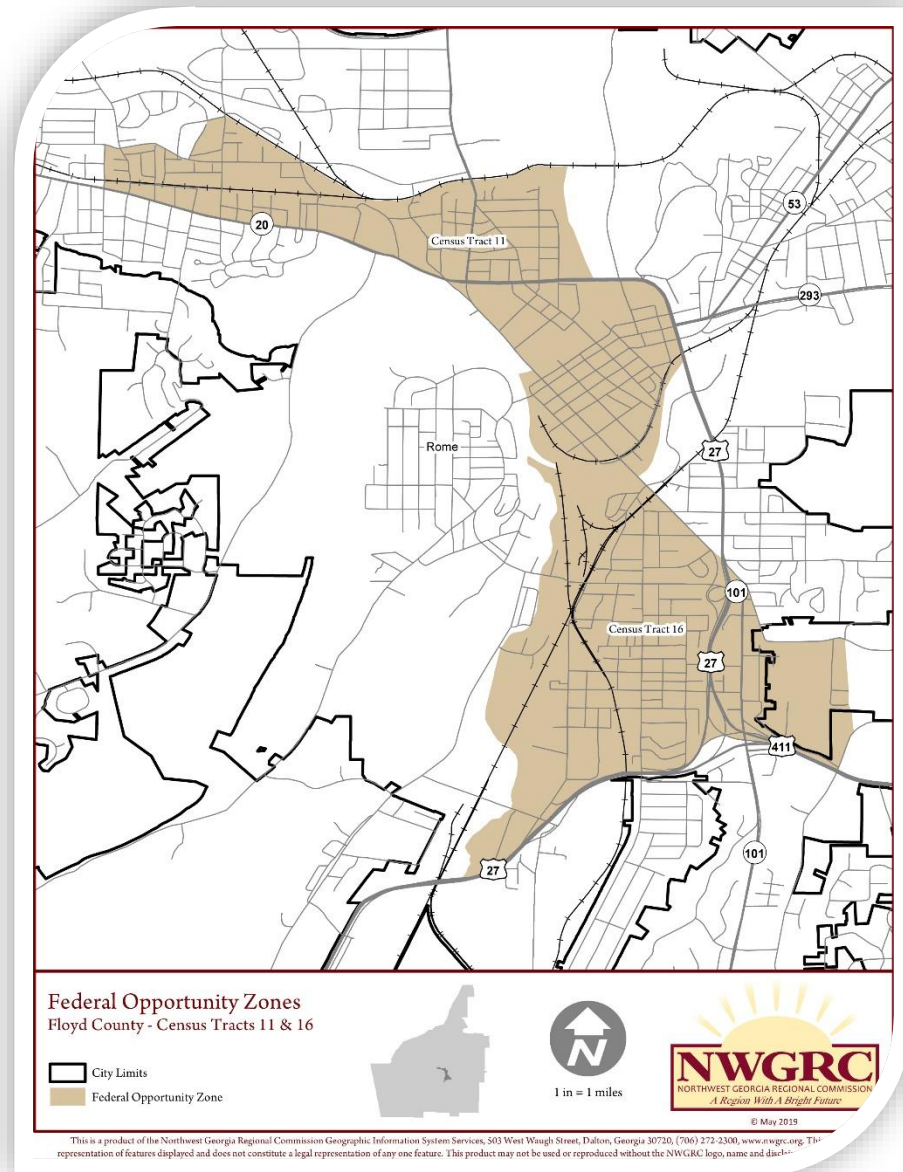 53
20
Census Tract 11
293
Rome
27
101
Census Tract 16
27
411
101
27
Federal Opportunity Zones
Floyd County - Census Tracts 11 & 16
City Limits
Federal Opportunity Zone
N
1 in = 1 miles
NWGRC
NORTHWEST GEORGIA REGIONAL COMMISSION
A Region With A Bright Future
© May 2019
This is a product of the Northwest Georgia Regional Commission Geographic Information System Services, 503 West Waugh Street, Dalton, Georgia 30720, (706) 272-2300, www.nwgrc.org.
representation of features displayed and does not constitute a legal representation of any one feature. This product may not be used or reproduced without the NWGRC logo, name and